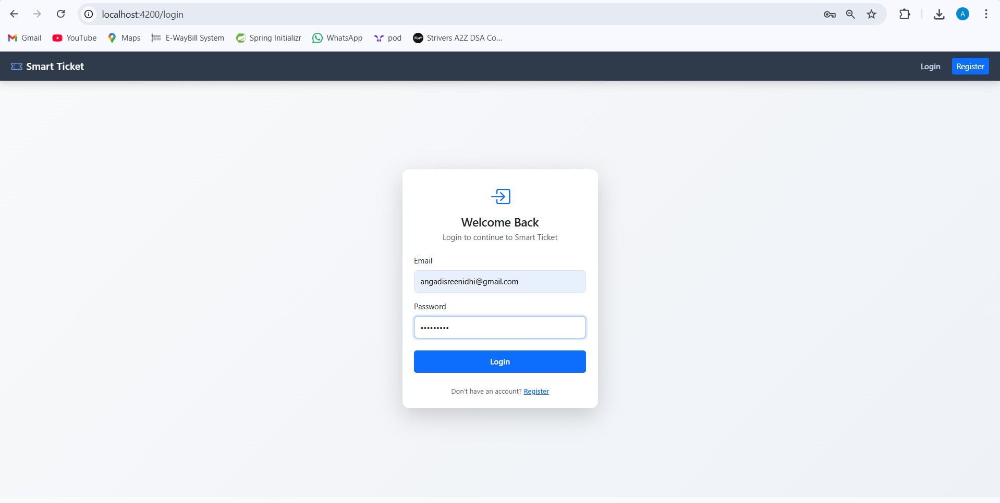 localhost:4200/login
A
Gmail YouTube Maps E-WayBill System Spring Initializr WhatsApp pod TUF Strivers A2Z DSA Co...
Smart Ticket Login Register
Welcome Back
Login to continue to Smart Ticket
Email
angadisreenidhi@gmail.com
Password
•••••••••
Login
Don't have an account? Register